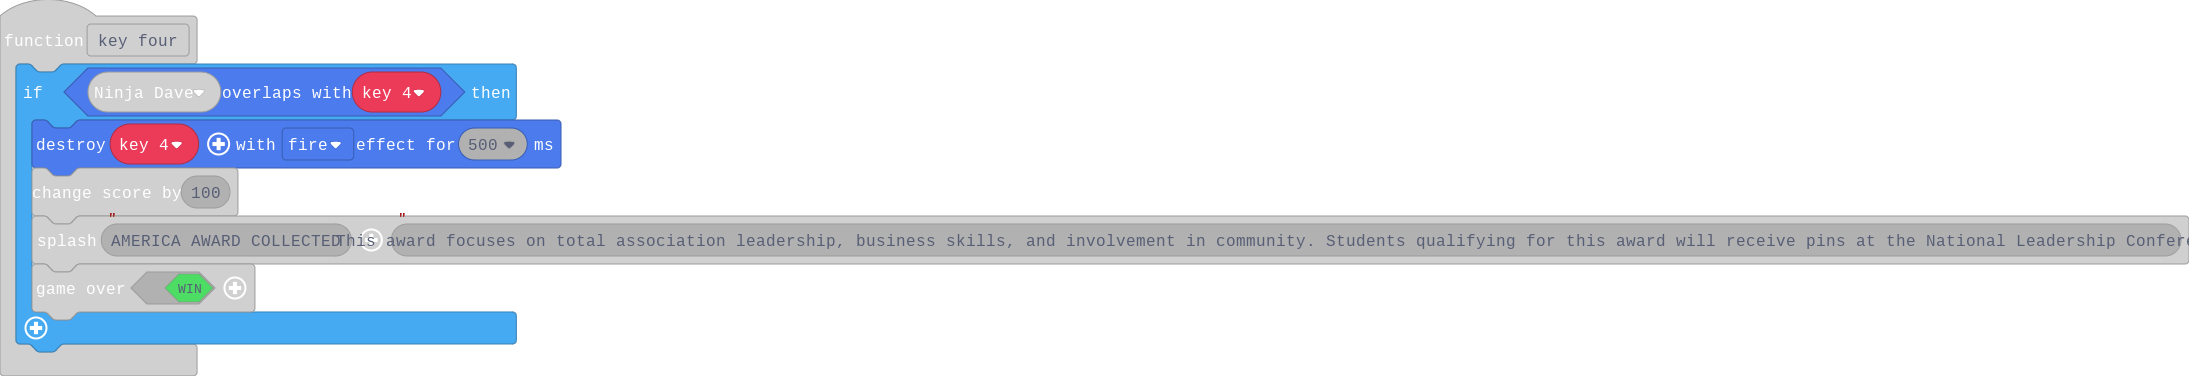 function key four
if Ninja Dave overlaps with key 4 then
destroy key 4 with fire effect for 500 ms
change score by 100
splash "AMERICA AWARD COLLECTED "This award focuses on total association leadership, business skills, and involvement in community. Students qualifying for this award will receive pins at the National Leadership
game over WIN